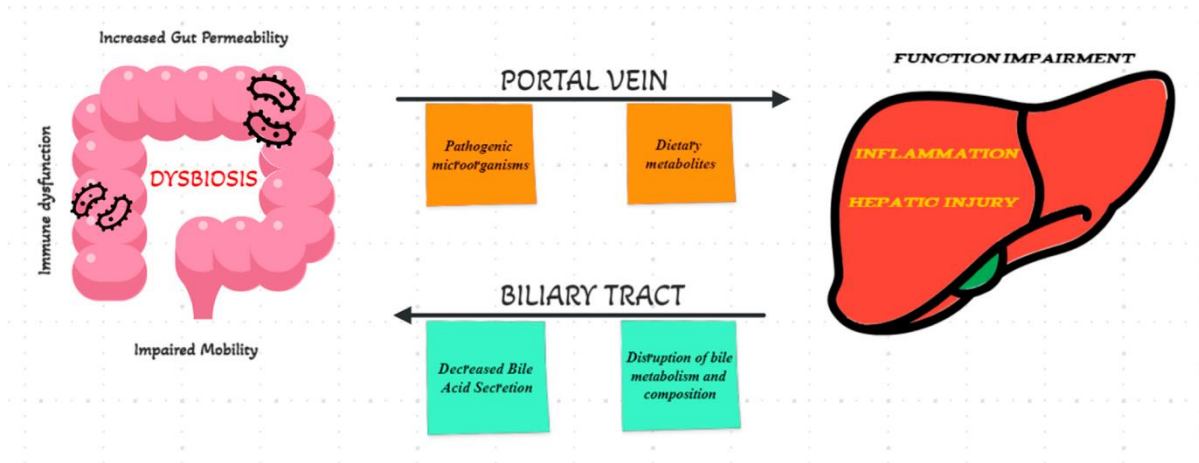 Increased Gut Permeability
Immune dysfunction
DYSBIOSIS
Impaired Mobility
PORTAL VEIN
Pathogenic
microorganisms
Dietary
metabolites
BILIARY TRACT
Decreased Bile
Acid Secretion
Disruption of bile
metabolism and
composition
FUNCTION IMPAIRMENT
INFLAMMATION
HEPATIC INJURY